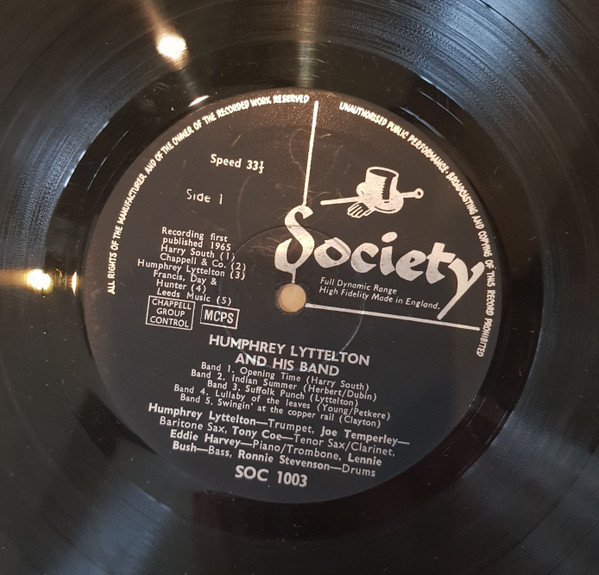 ALL RIGHTS OF THE MANUFACTURER AND OF THE OWNER OF THE RECORDED WORK RESERVED
UNAUTHORISED PUBLIC PERFORMANCE, BROADCASTING AND COPYING OF THIS RECORD PROHIBITED
Speed 33⅓
Side 1
Society
Full Dynamic Range
High Fidelity Made in England.
Recording first
published 1965
Harry South (1)
Chappell & Co. (2)
Humphrey Lyttelton (3)
Francis, Day &
Hunter (4)
Leeds Music (5)
CHAPPELL
GROUP
CONTROL
MCPS
HUMPHREY LYTTELTON
AND HIS BAND
Band 1. Opening Time (Harry South)
Band 2. Indian Summer (Herbert/Dubin)
Band 3. Suffolk Punch (Lyttelton)
Band 4. Lullaby of the leaves (Young/Petkere)
Band 5. Swingin' at the copper rail (Clayton)
Humphrey Lyttelton—Trumpet, Joe Temperley—
Baritone Sax, Tony Coe—Tenor Sax/Clarinet,
Eddie Harvey—Piano/Trombone, Lennie
Bush—Bass, Ronnie Stevenson—Drums
SOC 1003